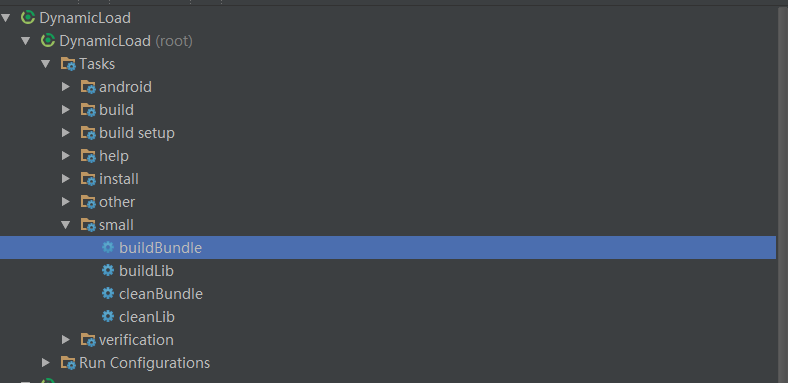 DynamicLoad
DynamicLoad (root)
Tasks
android
build
build setup
help
install
other
small
buildBundle
buildLib
cleanBundle
cleanLib
verification
Run Configurations